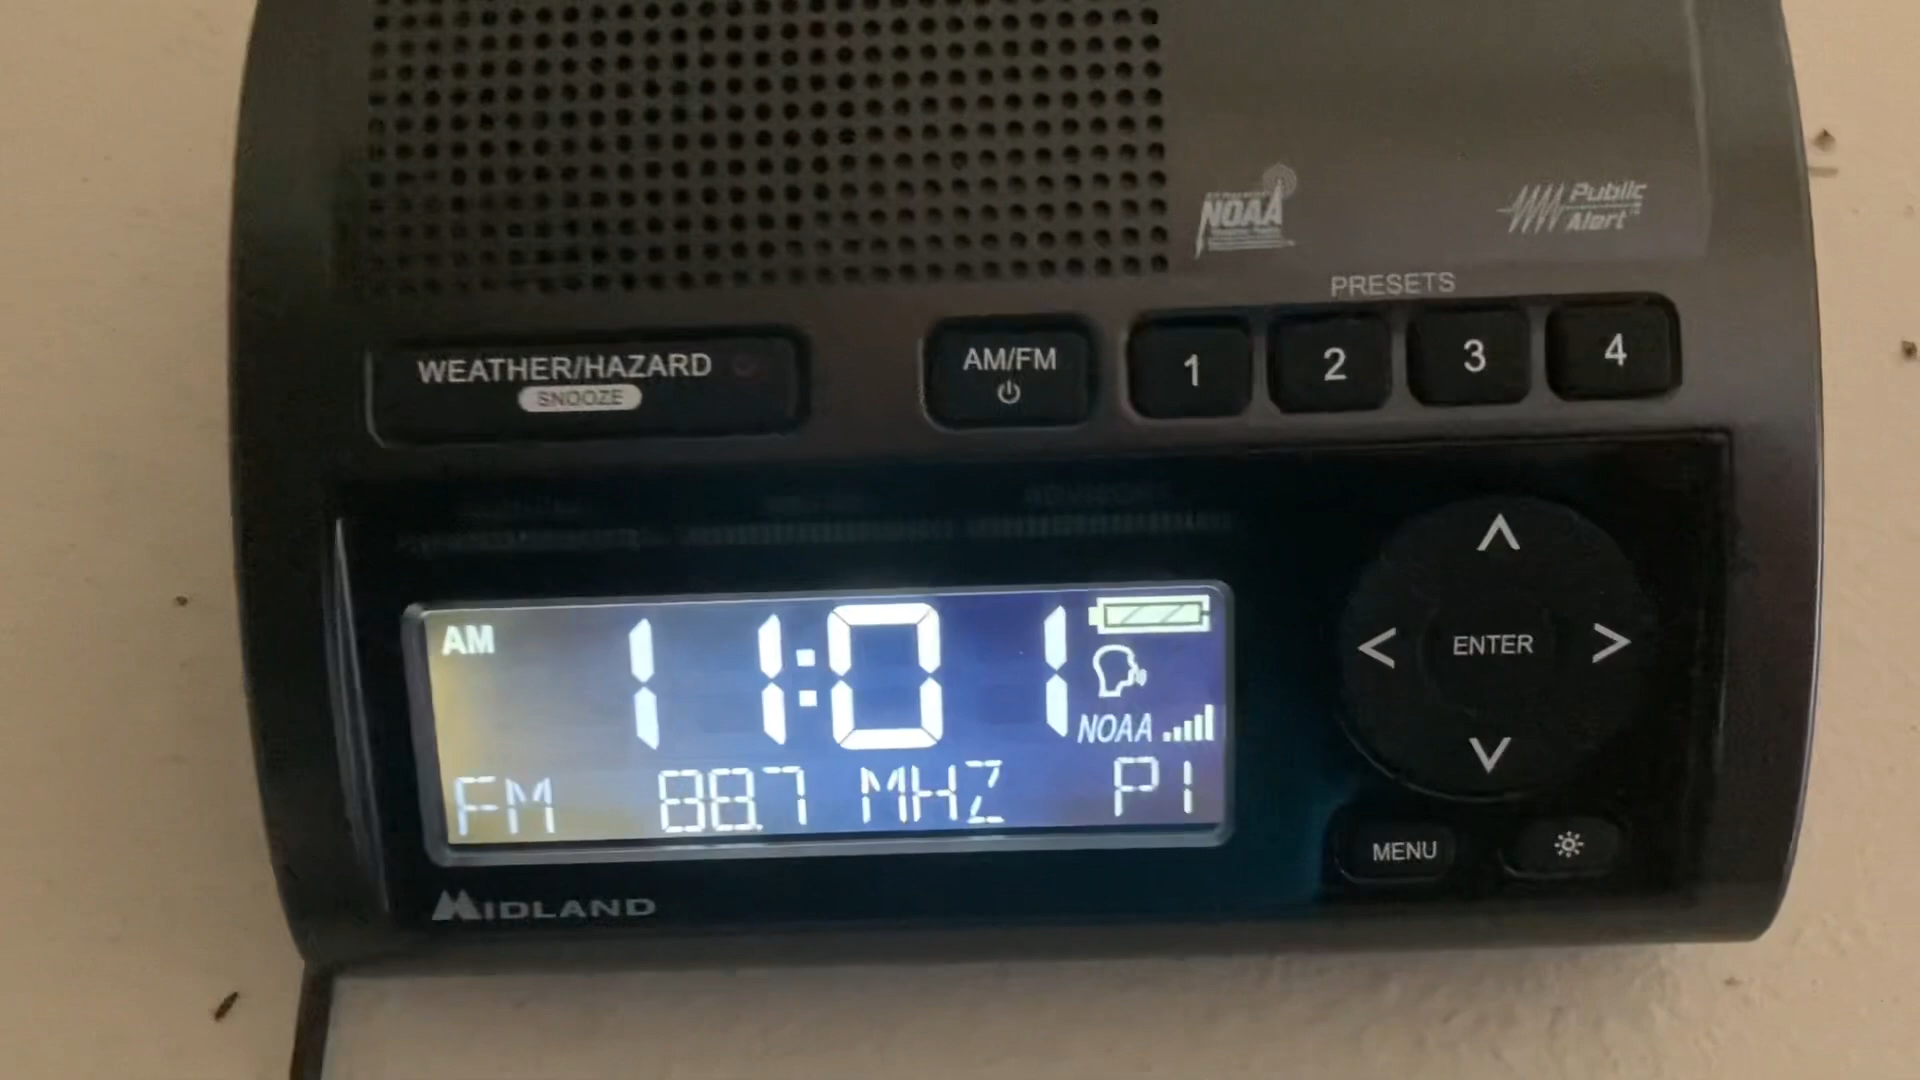 NOAA
Public
Alert
PRESETS
WEATHER/HAZARD
SNOOZE
AM/FM
1
2
3
4
AM
11:01
NOAA
FM 88.7 MHZ P1
ENTER
MENU
MIDLAND